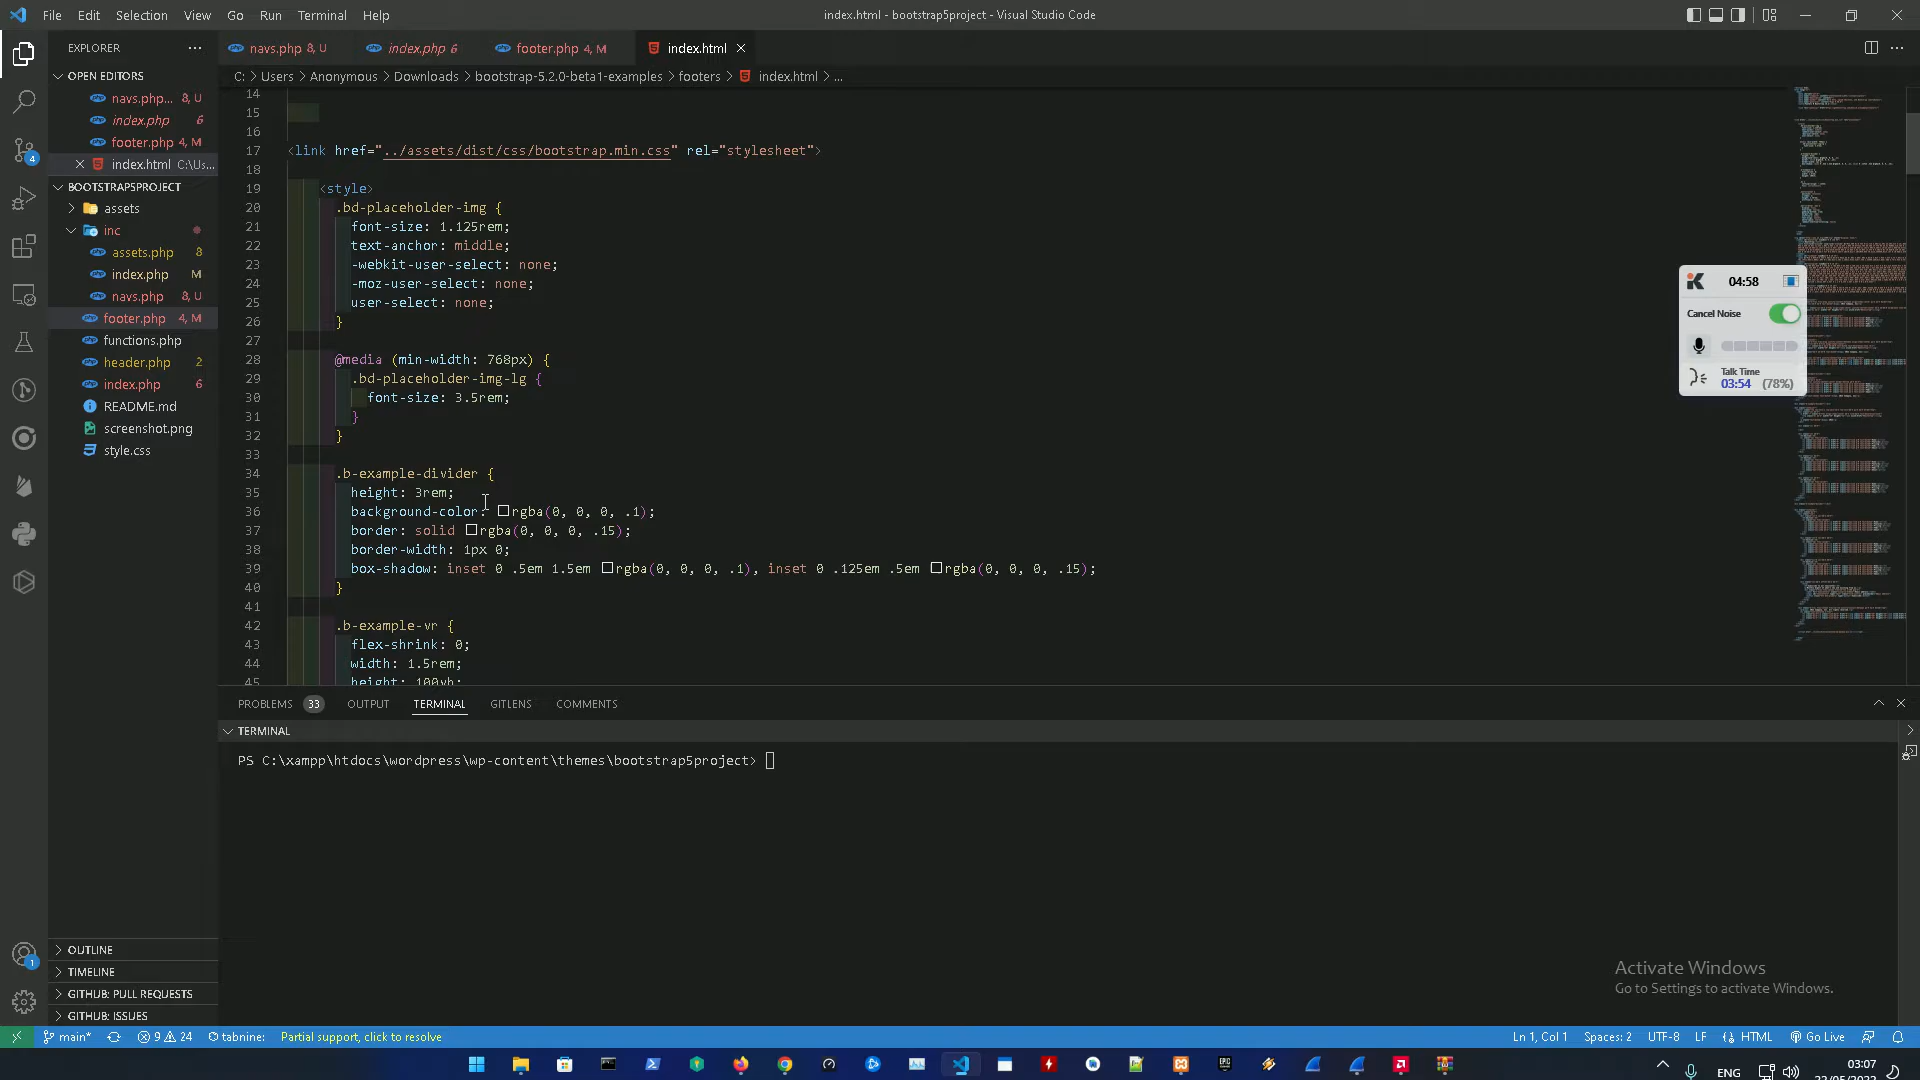 File Edit Selection View Go Run Terminal Help
index.html - bootstrap5project - Visual Studio Code
EXPLORER
navs.php 8, U
index.php 6
footer.php 4, M
index.html
OPEN EDITORS
C: > Users > Anonymous > Downloads > bootstrap-5.2.0-beta1-examples > footers > index.html > ...
navs.php... 8, U
index.php 6
footer.php 4, M
index.html C:\Us...
BOOTSTRAP5PROJECT
assets
inc
assets.php 8
index.php M
navs.php 8, U
footer.php 4, M
functions.php
header.php 2
index.php 6
README.md
screenshot.png
style.css
OUTLINE
TIMELINE
GITHUB: PULL REQUESTS
GITHUB: ISSUES
14
15
16
17 <link href="../assets/dist/css/bootstrap.min.css" rel="stylesheet">
18
19 <style>
20 .bd-placeholder-img {
21 font-size: 1.125rem;
22 text-anchor: middle;
23 -webkit-user-select: none;
24 -moz-user-select: none;
25 user-select: none;
26 }
27
28 @media (min-width: 768px) {
29 .bd-placeholder-img-lg {
30 font-size: 3.5rem;
31 }
32 }
33
34 .b-example-divider {
35 height: 3rem;
36 background-color: rgba(0, 0, 0, .1);
37 border: solid rgba(0, 0, 0, .15);
38 border-width: 1px 0;
39 box-shadow: inset 0 .5em 1.5em rgba(0, 0, 0, .1), inset 0 .125em .5em rgba(0, 0, 0, .15);
40 }
41
42 .b-example-vr {
43 flex-shrink: 0;
44 width: 1.5rem;
45 height: 100vh;
04:58
Cancel Noise
Talk Time
03:54 (78%)
PROBLEMS 33 OUTPUT TERMINAL GITLENS COMMENTS
TERMINAL
PS C:\xampp\htdocs\wordpress\wp-content\themes\bootstrap5project>
Activate Windows
Go to Settings to activate Windows.
4
1
main* 9 24 tabnine: Partial support, click to resolve
Ln 1, Col 1 Spaces: 2 UTF-8 LF HTML Go Live
ENG
03:07
22/05/2022